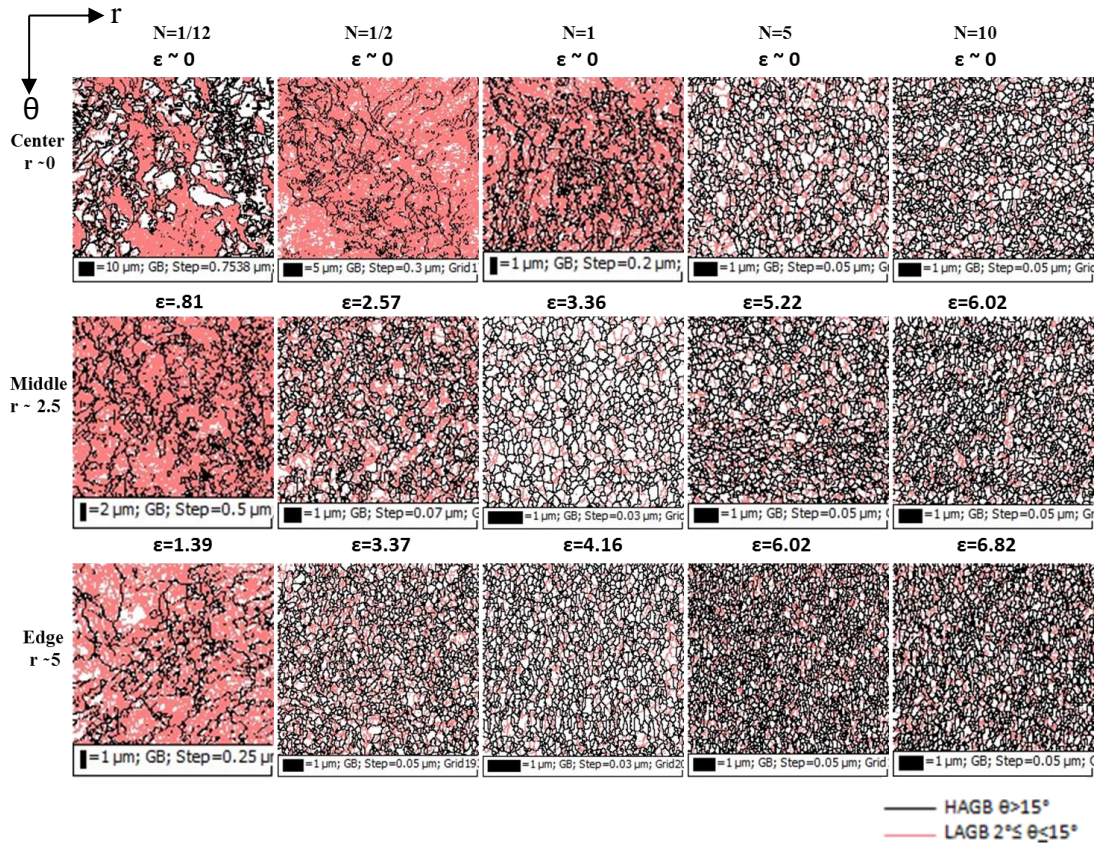 r
θ
N=1/12 N=1/2 N=1 N=5 N=10
ε ~ 0 ε ~ 0 ε ~ 0 ε ~ 0 ε ~ 0
Center
r ~0
=10 µm; GB; Step=0.7538 µm; =5 µm; GB; Step=0.3 µm; Grid1 =1 µm; GB; Step=0.2 µm; =1 µm; GB; Step=0.05 µm; Gr =1 µm; GB; Step=0.05 µm; Grid
ε=.81 ε=2.57 ε=3.36 ε=5.22 ε=6.02
Middle
r ~ 2.5
=2 µm; GB; Step=0.5 µm; =1 µm; GB; Step=0.07 µm; G =1 µm; GB; Step=0.03 µm; Grid =1 µm; GB; Step=0.05 µm; G =1 µm; GB; Step=0.05 µm; Gr
ε=1.39 ε=3.37 ε=4.16 ε=6.02 ε=6.82
Edge
r ~5
=1 µm; GB; Step=0.25 µm =1 µm; GB; Step=0.05 µm; Grid19 =1 µm; GB; Step=0.03 µm; Grid20 =1 µm; GB; Step=0.05 µm; Grid =1 µm; GB; Step=0.05 µm; G
HAGB θ>15°
LAGB 2°≤ θ≤15°